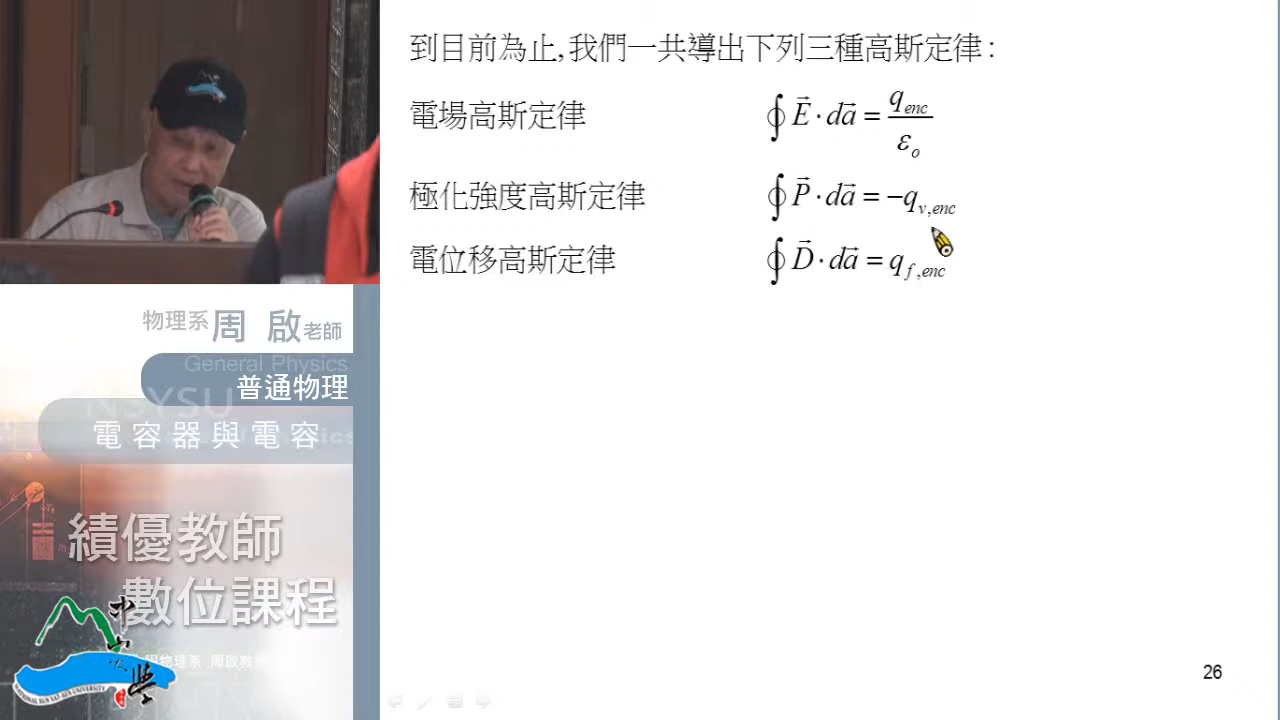 到目前為止,我們一共導出下列三種高斯定律:
電場高斯定律 ∮E⃗·da⃗ = q_enc/ε_o
極化強度高斯定律 ∮P⃗·da⃗ = −q_v,enc
電位移高斯定律 ∮D⃗·da⃗ = q_f,enc
物理系 周 啟 老師
General Physics
普通物理
NSYSU
電容器與電容
績優教師
數位課程
26